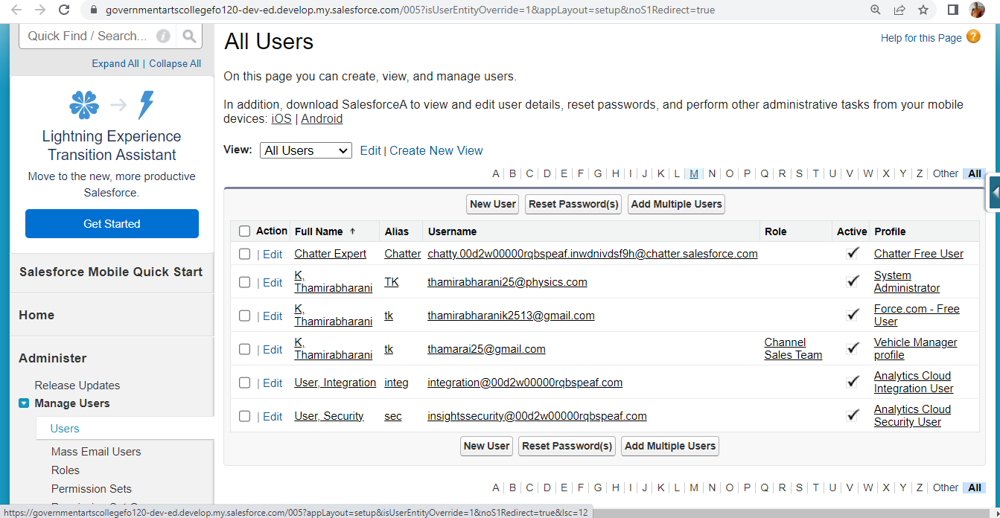 governmentartscollegefo120-dev-ed.develop.my.salesforce.com/005?isUserEntityOverride=1&appLayout=setup&noS1Redirect=true
Quick Find / Search...
Expand All | Collapse All
Lightning Experience
Transition Assistant
Move to the new, more productive
Salesforce.
Get Started
Salesforce Mobile Quick Start
Home
Administer
Release Updates
Manage Users
Users
Mass Email Users
Roles
Permission Sets
All Users
Help for this Page ?
On this page you can create, view, and manage users.
In addition, download SalesforceA to view and edit user details, reset passwords, and perform other administrative tasks from your mobile
devices: iOS | Android
View: All Users Edit | Create New View
A B C D E F G H I J K L M N O P Q R S T U V W X Y Z Other All
New User Reset Password(s) Add Multiple Users
Action Full Name ↑ Alias Username Role Active Profile
| Edit Chatter Expert Chatter chatty.00d2w00000rqbspeaf.inwdnivdsf9h@chatter.salesforce.com Chatter Free User
| Edit K, Thamirabharani TK thamirabharani25@physics.com System Administrator
| Edit K, Thamirabharani tk thamirabharanik2513@gmail.com Force.com - Free User
| Edit K, Thamirabharani tk thamarai25@gmail.com Channel Sales Team Vehicle Manager profile
| Edit User, Integration integ integration@00d2w00000rqbspeaf.com Analytics Cloud Integration User
| Edit User, Security sec insightssecurity@00d2w00000rqbspeaf.com Analytics Cloud Security User
New User Reset Password(s) Add Multiple Users
A B C D E F G H I J K L M N O P Q R S T U V W X Y Z Other All
https://governmentartscollegefo120-dev-ed.develop.my.salesforce.com/005?appLayout=setup&isUserEntityOverride=1&noS1Redirect=true&lsc=12